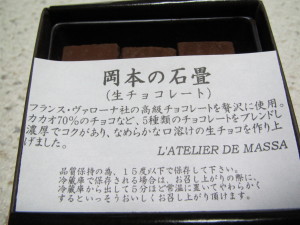 岡本の石畳
(生チョコレート)
フランス・ヴァローナ社の高級チョコレートを贅沢に使用。
カカオ70%のチョコなど、5種類のチョコレートをブレンドし
濃厚でコクがあり、なめらかな口溶けの生チョコを作り上
げました。
L'ATELIER DE MASSA
品質保持の為、15度以下で保存して下さい。
冷蔵庫で保存される場合は、お召し上がりの際に、
冷蔵庫から出して5分ほど常温に置いてやわらかく
するといっそうおいしくお召し上がり頂けます。